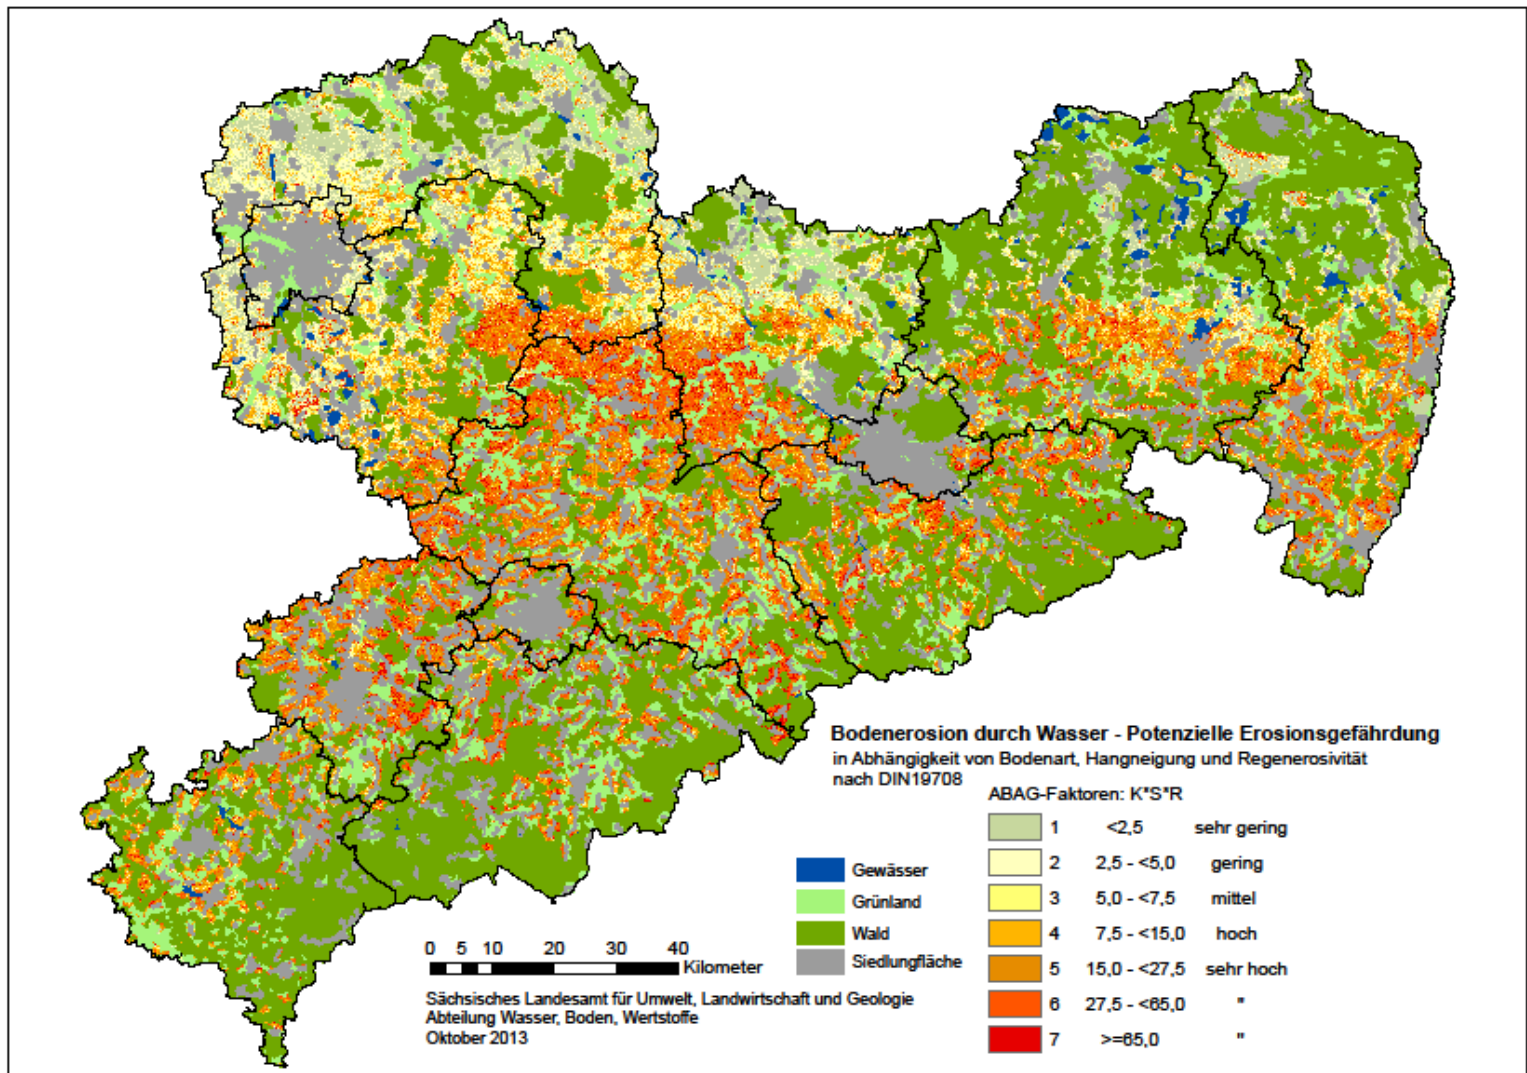 Bodenerosion durch Wasser - Potenzielle Erosionsgefährdung
in Abhängigkeit von Bodenart, Hangneigung und Regenerosivität
nach DIN19708
ABAG-Faktoren: K*S*R
1 <2,5 sehr gering
2 2,5 - <5,0 gering
3 5,0 - <7,5 mittel
4 7,5 - <15,0 hoch
5 15,0 - <27,5 sehr hoch
6 27,5 - <65,0 "
7 >=65,0 "
Gewässer
Grünland
Wald
Siedlungfläche
0 5 10 20 30 40
Kilometer
Sächsisches Landesamt für Umwelt, Landwirtschaft und Geologie
Abteilung Wasser, Boden, Wertstoffe
Oktober 2013